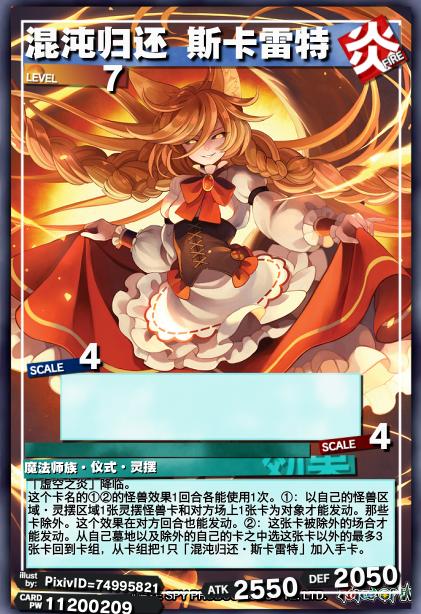 混沌归还 斯卡雷特
炎
FIRE
LEVEL 7
SCALE 4
SCALE 4
魔法师族・仪式・灵摆
「虚空之炎」降临。
这个卡名的①②的怪兽效果1回合各能使用1次。①：以自己的怪兽区
域・灵摆区域1张灵摆怪兽卡和对方场上1张卡为对象才能发动。那些
卡除外。这个效果在对方回合也能发动。②：这张卡被除外的场合才
能发动。从自己墓地以及除外的自己的卡之中选这张卡以外的最多3
张卡回到卡组，从卡组把1只「混沌归还・斯卡雷特」加入手卡。
illust by: PixivID=74995821
ATK 2550 DEF 2050
CARD PW 11200209